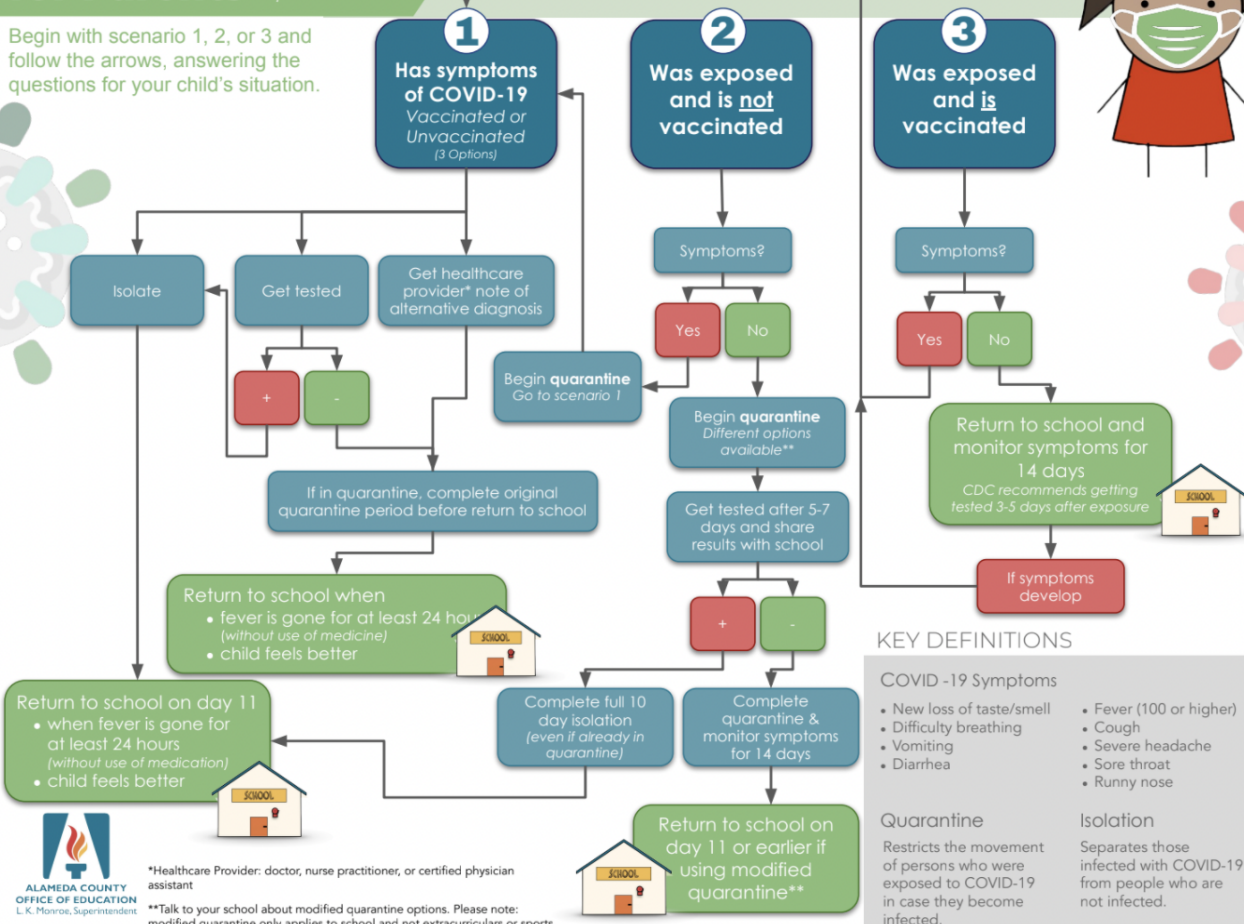 Begin with scenario 1, 2, or 3 and
follow the arrows, answering the
questions for your child's situation.
1
Has symptoms
of COVID-19
Vaccinated or
Unvaccinated
(3 Options)
2
Was exposed
and is not
vaccinated
3
Was exposed
and is
vaccinated
Isolate
Get tested
Get healthcare
provider* note of
alternative diagnosis
+
-
If in quarantine, complete original
quarantine period before return to school
Return to school when
• fever is gone for at least 24
(without use of medicine)
• child feels better
SCHOOL
Return to school on day 11
• when fever is gone for
at least 24 hours
(without use of medication)
• child feels better
SCHOOL
Symptoms?
Yes
No
Begin quarantine
Go to scenario 1
Begin quarantine
Different options
available**
Get tested after 5-7
days and share
results with school
+
-
Complete full 10
day isolation
(even if already in
quarantine)
Complete
quarantine &
monitor symptoms
for 14 days
Return to school on
day 11 or earlier if
using modified
quarantine**
SCHOOL
Symptoms?
Yes
No
Return to school and
monitor symptoms for
14 days
CDC recommends getting
tested 3-5 days after exposure
SCHOOL
If symptoms
develop
KEY DEFINITIONS
COVID -19 Symptoms
• New loss of taste/smell
• Difficulty breathing
• Vomiting
• Diarrhea
• Fever (100 or higher)
• Cough
• Severe headache
• Sore throat
• Runny nose
Quarantine
Restricts the movement
of persons who were
exposed to COVID-19
in case they become
infected.
Isolation
Separates those
infected with COVID-19
from people who are
not infected.
ALAMEDA COUNTY
OFFICE OF EDUCATION
L. K. Monroe, Superintendent
*Healthcare Provider: doctor, nurse practitioner, or certified physician
assistant
**Talk to your school about modified quarantine options. Please note:
modified quarantine only applies to school and not extracurriculars or sports